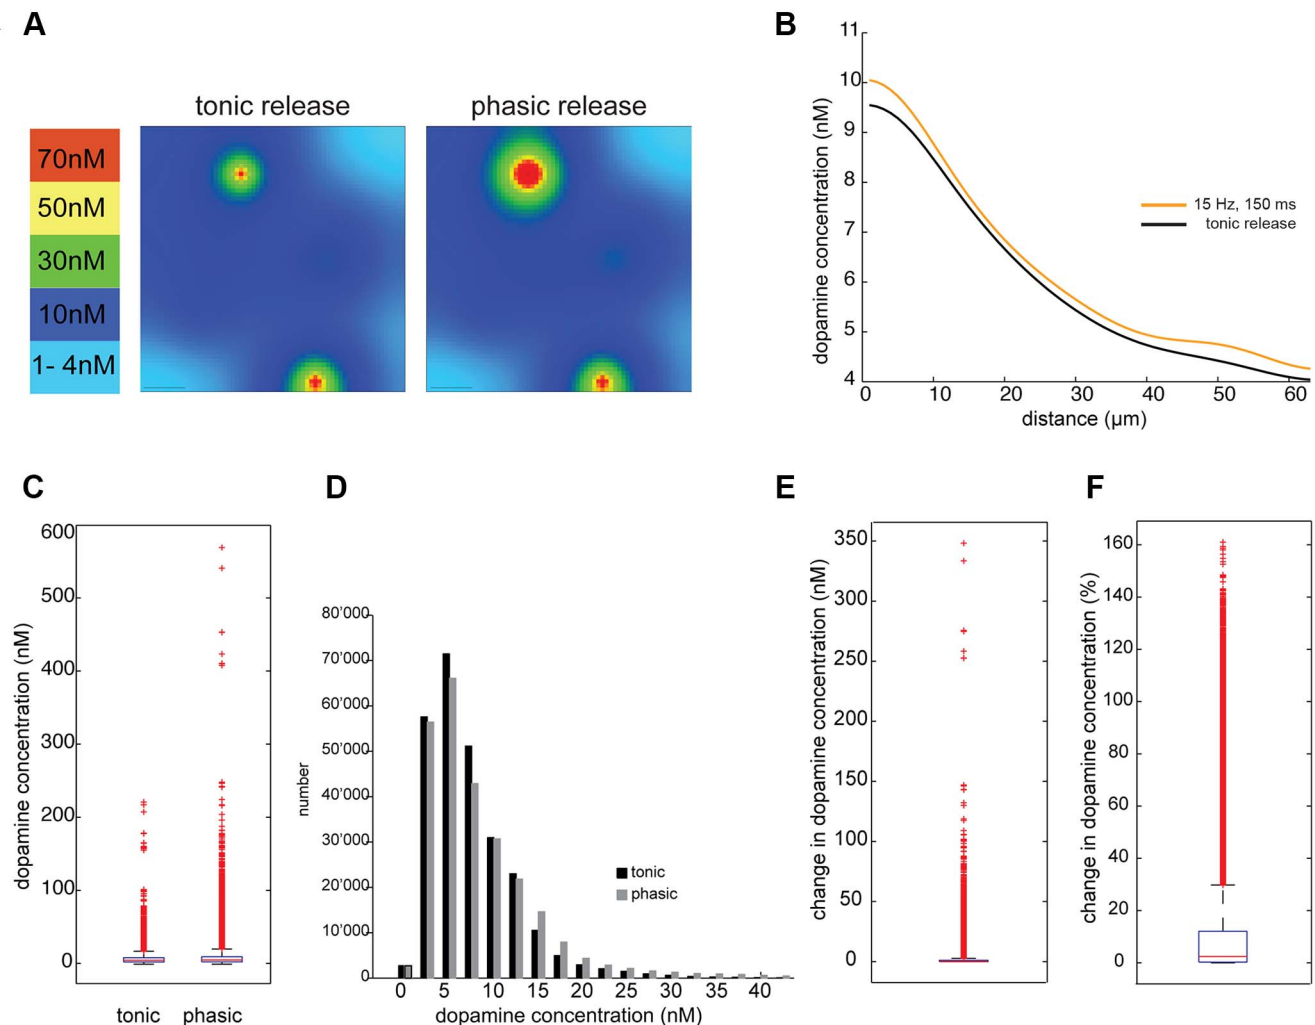 A
tonic release
phasic release
70nM
50nM
30nM
10nM
1- 4nM
B
dopamine concentration (nM)
11
10
9
8
7
6
5
4
0
10
20
30
40
50
60
distance (µm)
15 Hz, 150 ms
tonic release
C
dopamine concentration (nM)
600
500
400
300
200
100
0
tonic
phasic
D
number
80’000
70’000
60’000
50’000
40’000
30’000
20’000
10’000
0
0
5
10
15
20
25
30
35
40
dopamine concentration (nM)
tonic
phasic
E
change in dopamine concentration (nM)
350
300
250
200
150
100
50
0
F
change in dopamine concentration (%)
160
140
120
100
80
60
40
20
0